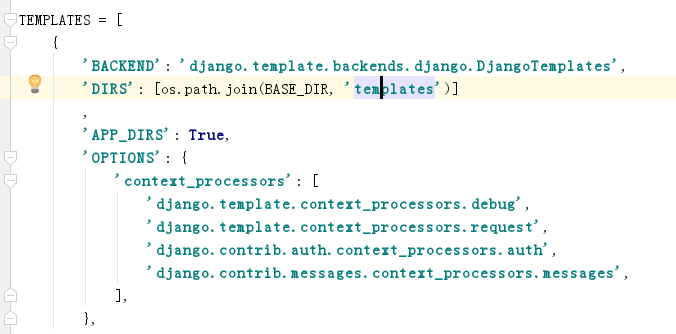 TEMPLATES = [
    {
        'BACKEND': 'django.template.backends.django.DjangoTemplates',
        'DIRS': [os.path.join(BASE_DIR, 'templates')]
        ,
        'APP_DIRS': True,
        'OPTIONS': {
            'context_processors': [
                'django.template.context_processors.debug',
                'django.template.context_processors.request',
                'django.contrib.auth.context_processors.auth',
                'django.contrib.messages.context_processors.messages',
            ],
        },